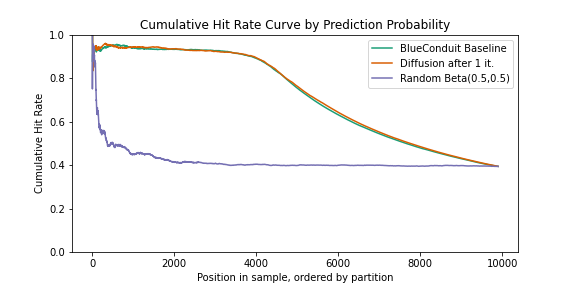 Cumulative Hit Rate Curve by Prediction Probability
BlueConduit Baseline
Diffusion after 1 it.
Random Beta(0.5,0.5)
Cumulative Hit Rate
1.0
0.8
0.6
0.4
0.2
0.0
0 2000 4000 6000 8000 10000
Position in sample, ordered by partition